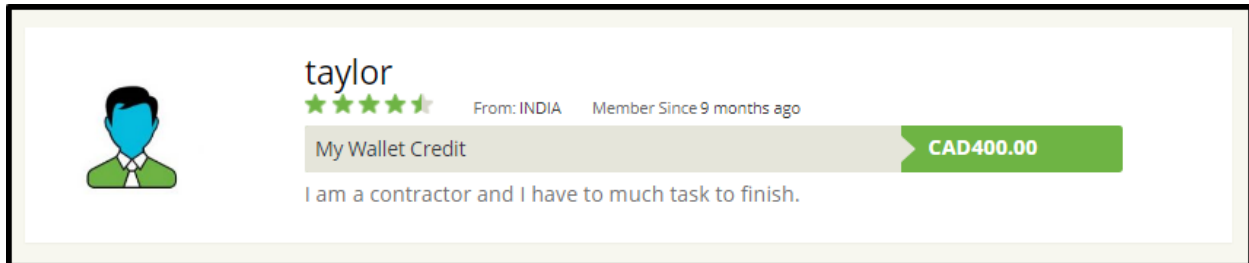 taylor
From: INDIA Member Since 9 months ago
My Wallet Credit CAD400.00
I am a contractor and I have to much task to finish.